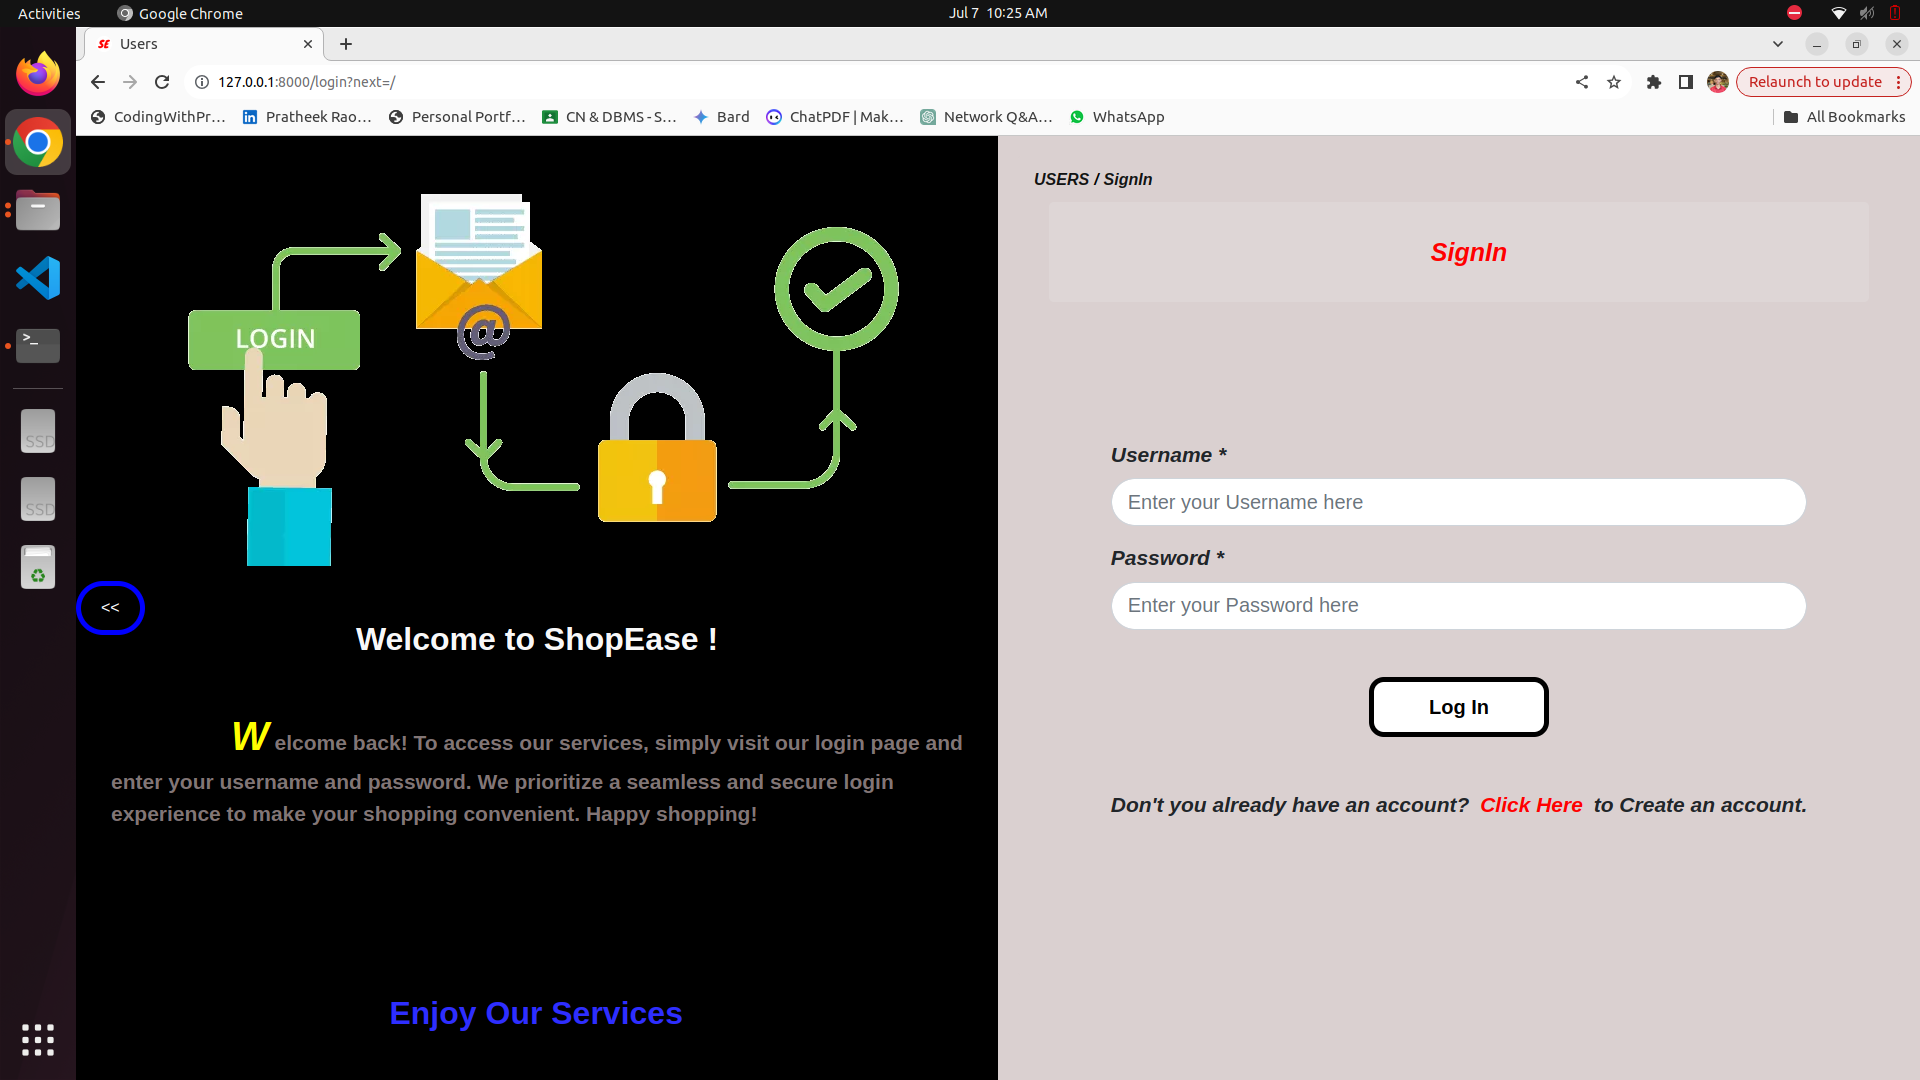 Activities
Google Chrome
Jul 7 10:25 AM
SE Users
127.0.0.1:8000/login?next=/
Relaunch to update
CodingWithPr…
Pratheek Rao…
Personal Portf…
CN & DBMS - S…
Bard
ChatPDF | Mak…
Network Q&A…
WhatsApp
All Bookmarks
USERS / SignIn
SignIn
LOGIN
@
Username *
Enter your Username here
Password *
Enter your Password here
SSD
SSD
<<
Welcome to ShopEase !
Log In
Welcome back! To access our services, simply visit our login page and
enter your username and password. We prioritize a seamless and secure login
experience to make your shopping convenient. Happy shopping!
Don't you already have an account? Click Here to Create an account.
Enjoy Our Services